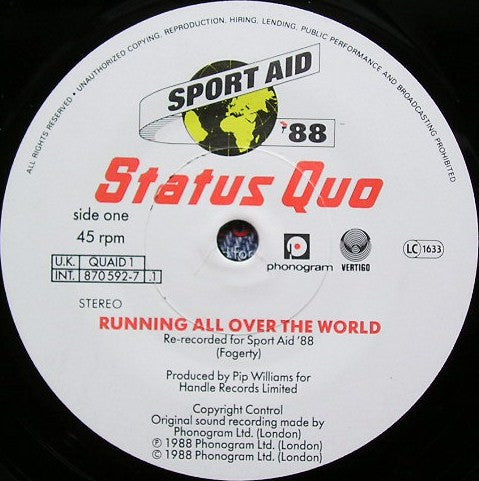 ALL RIGHTS RESERVED • UNAUTHORIZED COPYING, REPRODUCTION, HIRING, LENDING, PUBLIC PERFORMANCE AND BROADCASTING PROHIBITED
SPORT AID
'88
Status Quo
side one
45 rpm
phonogram
VERTIGO
LC 1633
U.K. QUAID 1
INT. 870 592-7 .1
STEREO
RUNNING ALL OVER THE WORLD
Re-recorded for Sport Aid '88
(Fogerty)
Produced by Pip Williams for
Handle Records Limited
Copyright Control
Original sound recording made by
Phonogram Ltd. (London)
Ⓟ 1988 Phonogram Ltd. (London)
© 1988 Phonogram Ltd. (London)